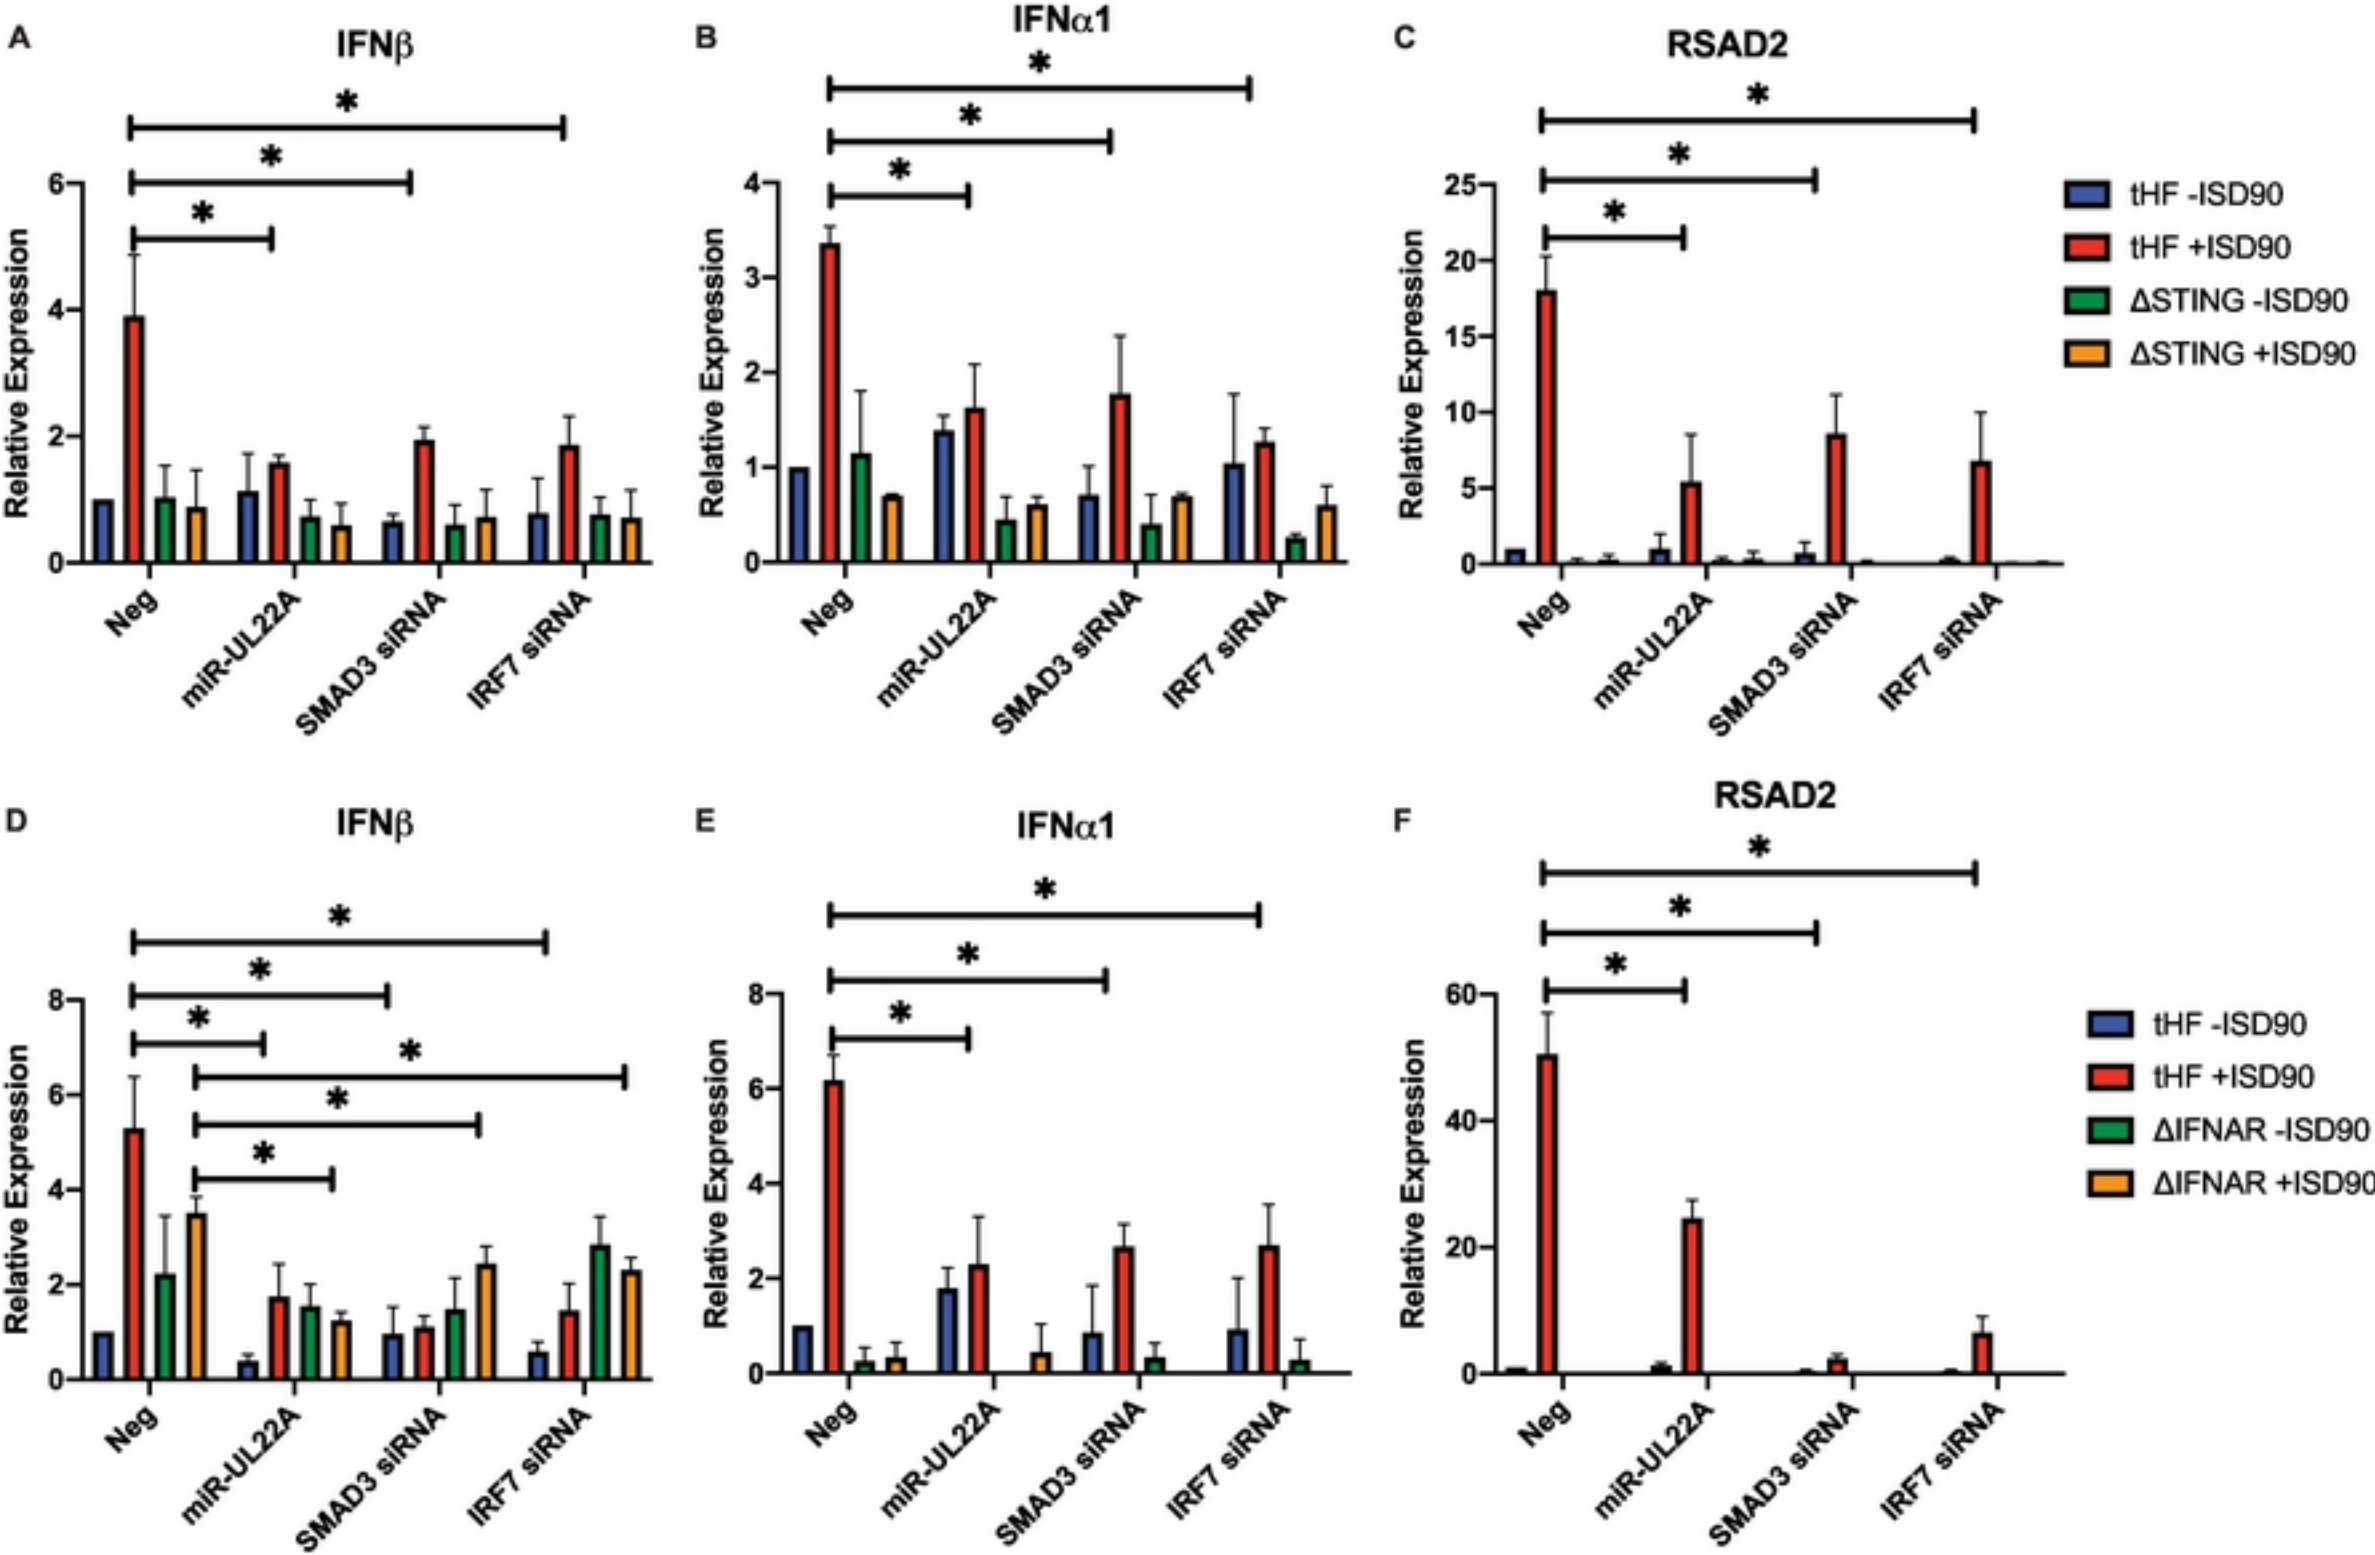 A
IFNβ
*
*
*
Relative Expression
6
4
2
0
Neg
miR-UL22A
SMAD3 siRNA
IRF7 siRNA
B
IFNα1
*
*
*
Relative Expression
4
3
2
1
0
Neg
miR-UL22A
SMAD3 siRNA
IRF7 siRNA
C
RSAD2
*
*
*
Relative Expression
25
20
15
10
5
0
Neg
miR-UL22A
SMAD3 siRNA
IRF7 siRNA
tHF -ISD90
tHF +ISD90
ΔSTING -ISD90
ΔSTING +ISD90
D
IFNβ
*
*
*
*
*
*
Relative Expression
8
6
4
2
0
Neg
miR-UL22A
SMAD3 siRNA
IRF7 siRNA
E
IFNα1
*
*
*
Relative Expression
8
6
4
2
0
Neg
miR-UL22A
SMAD3 siRNA
IRF7 siRNA
F
RSAD2
*
*
*
Relative Expression
60
40
20
0
Neg
miR-UL22A
SMAD3 siRNA
IRF7 siRNA
tHF -ISD90
tHF +ISD90
ΔIFNAR -ISD90
ΔIFNAR +ISD90